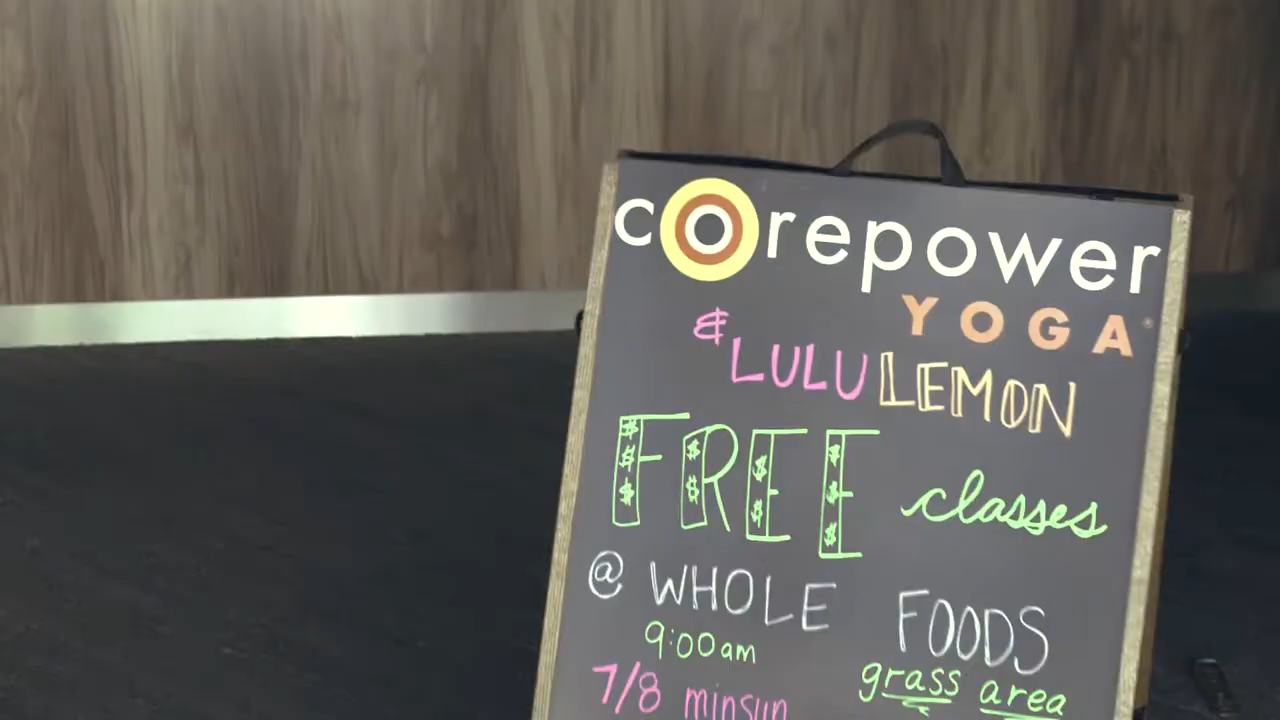 corepower
YOGA®
& LULULEMON
FREE classes
@ WHOLE FOODS
9:00am grass area
7/8 minsun